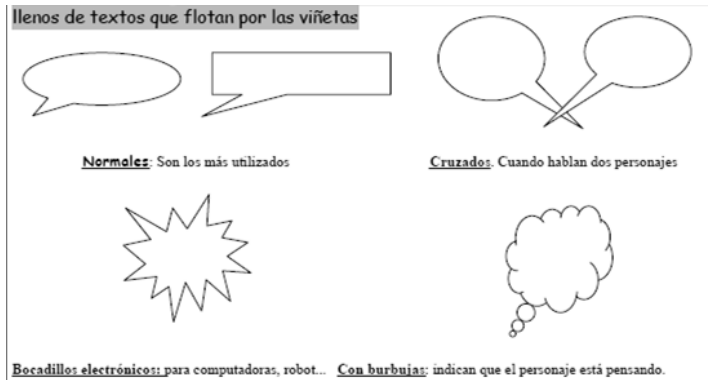 llenos de textos que flotan por las viñetas
Normales: Son los más utilizados
Cruzados. Cuando hablan dos personajes
Bocadillos electrónicos: para computadoras, robot...
Con burbujas: indican que el personaje está pensando.